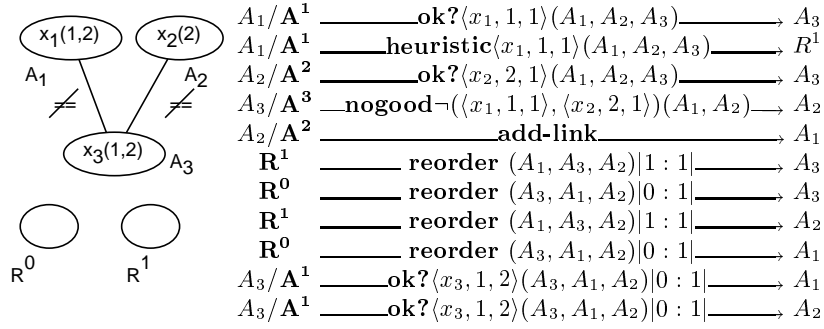 x1(1,2)
x2(2)
A1
A2
==
==
x3(1,2)
A3
R0
R1
A1/A1 ok?⟨x1, 1, 1⟩(A1, A2, A3) → A3
A1/A1 heuristic⟨x1, 1, 1⟩(A1, A2, A3) → R1
A2/A2 ok?⟨x2, 2, 1⟩(A1, A2, A3) → A3
A3/A3 nogood¬(⟨x1, 1, 1⟩, ⟨x2, 2, 1⟩)(A1, A2) → A2
A2/A2 add-link → A1
R1 reorder (A1, A3, A2)|1 : 1| → A3
R0 reorder (A3, A1, A2)|0 : 1| → A3
R1 reorder (A1, A3, A2)|1 : 1| → A2
R0 reorder (A3, A1, A2)|0 : 1| → A1
A3/A1 ok?⟨x3, 1, 2⟩(A3, A1, A2)|0 : 1| → A1
A3/A1 ok?⟨x3, 1, 2⟩(A3, A1, A2)|0 : 1| → A2